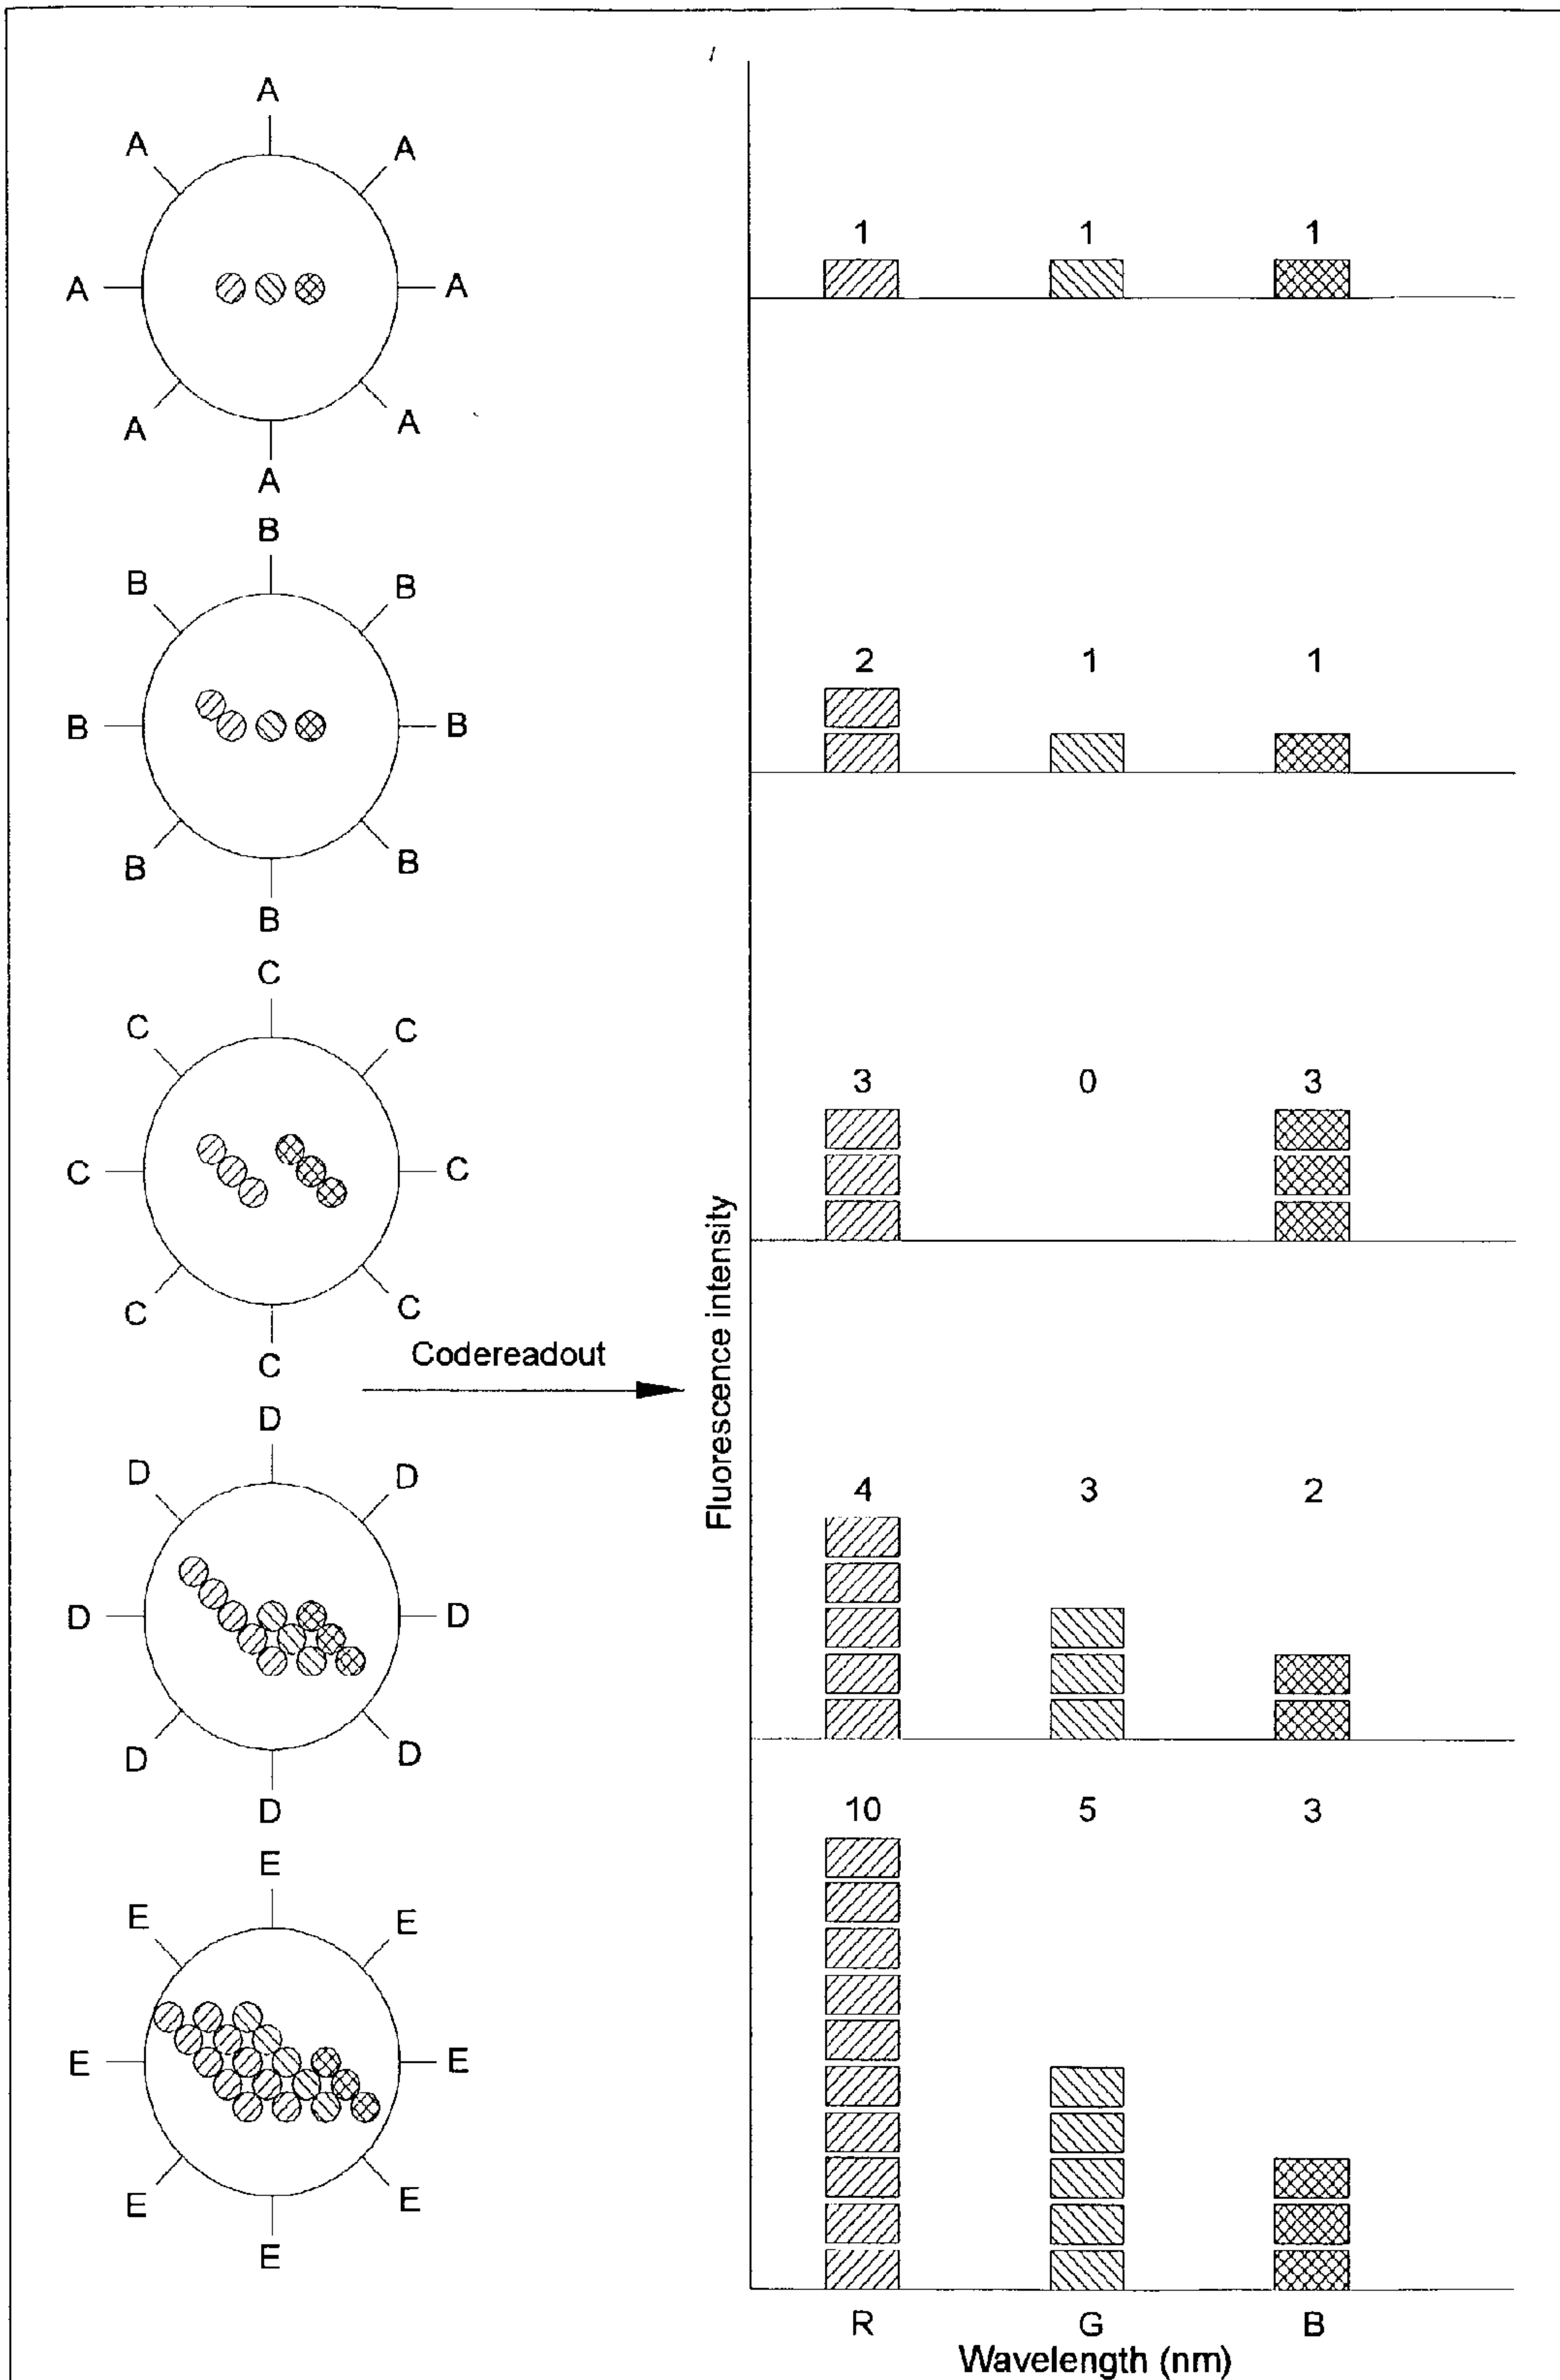 A
A A
A A
A A
A
1 1 1
B
B B
B B
B B
B
2 1 1
C
C C
C C
C C
C
3 0 3
Codereadout
Fluorescence intensity
D
D D
D D
D D
D
4 3 2
E
E E
E E
E E
E
10 5 3
R G B
Wavelength (nm)